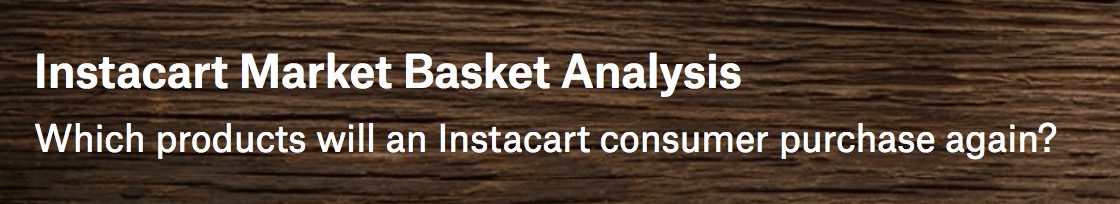 Instacart Market Basket Analysis
Which products will an Instacart consumer purchase again?